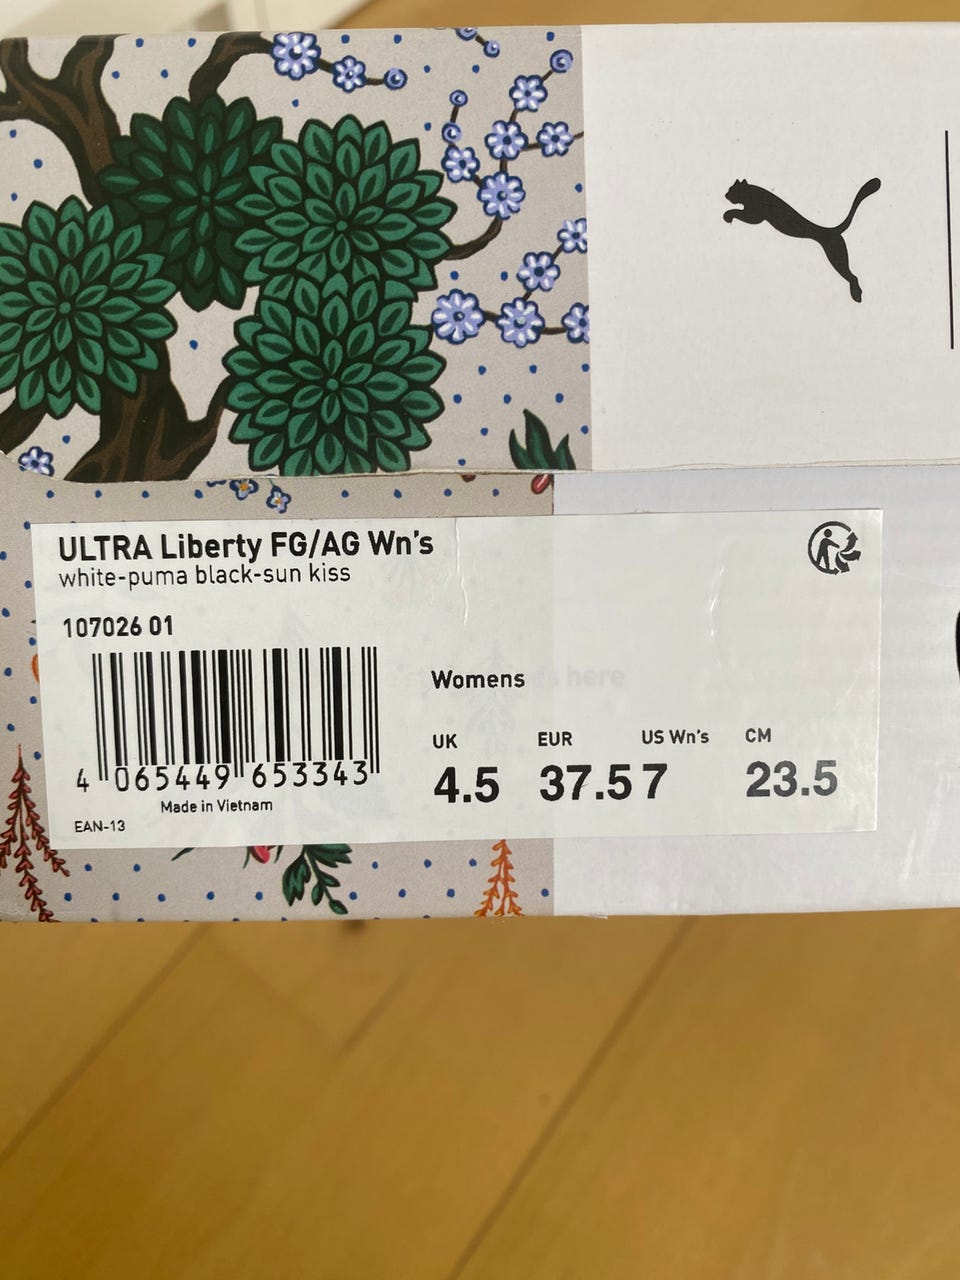 ULTRA Liberty FG/AG Wn's
white-puma black-sun kiss
107026 01
4 065449 653343
Made in Vietnam
EAN-13
Womens
UK EUR US Wn's CM
4.5 37.5 7 23.5
here